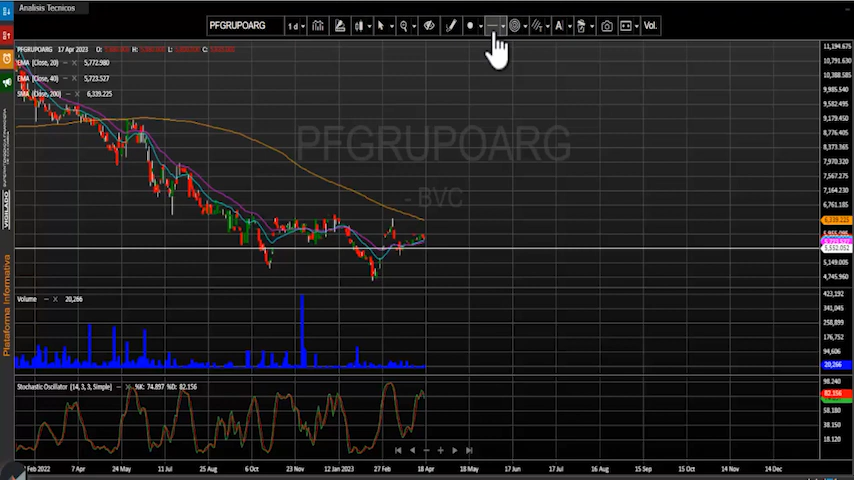 Analisis Tecnicos
PFGRUPOARG
1 d
Vol.
PFGRUPOARG 17 Apr 2023 O: H: L: C:
EMA (Close, 20) 5,772.980
EMA (Close, 40) 5,723.527
SMA (Close, 200) 6,339.225
PFGRUPOARG
- BVC
11,194.675
10,791.630
10,388.585
9,985.540
9,582.495
9,179.450
8,776.405
8,373.360
7,970.320
7,567.275
7,164.230
6,761.185
6,339.225
5,552.052
5,149.005
4,745.960
Volume 20,266
423,192
341,045
258,899
176,752
94,606
20,266
Stochastic Oscillator (14, 3, 3, Simple) %K: 74.897 %D: 82.156
98.240
82.156
58.180
38.150
18.120
Feb 2022 7 Apr 24 May 11 Jul 25 Aug 6 Oct 23 Nov 12 Jan 2023 27 Feb 18 Apr 18 May 17 Jun 17 Jul 16 Aug 15 Sep 15 Oct 14 Nov 14 Dec
VIGILADO
Plataforma Informativa